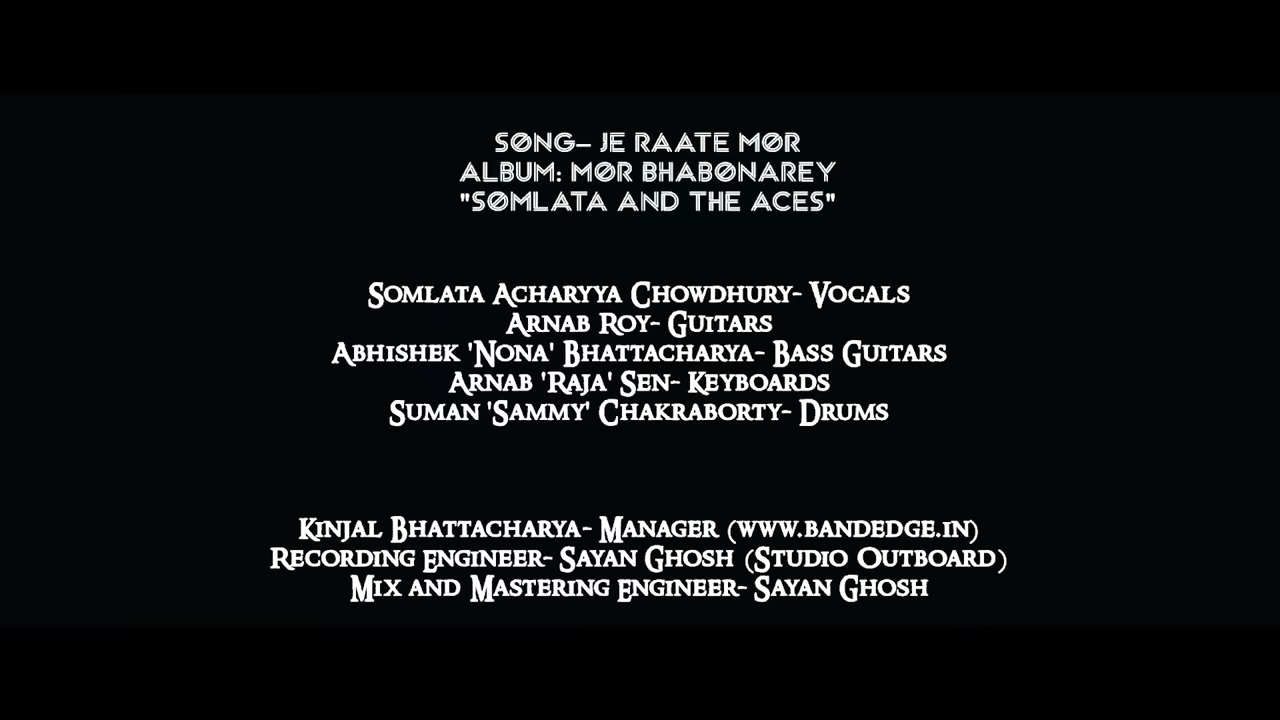 SØNG– JE RAATE MØR
ALBUM: MØR BHABØNAREY
"SØMLATA AND THE ACES"
Somlata Acharyya Chowdhury- Vocals
Arnab Roy- Guitars
Abhishek 'Nona' Bhattacharya- Bass Guitars
Arnab 'Raja' Sen- Keyboards
Suman 'Sammy' Chakraborty- Drums
Kinjal Bhattacharya- Manager (www.bandedge.in)
Recording Engineer- Sayan Ghosh (Studio Outboard)
Mix and Mastering Engineer- Sayan Ghosh